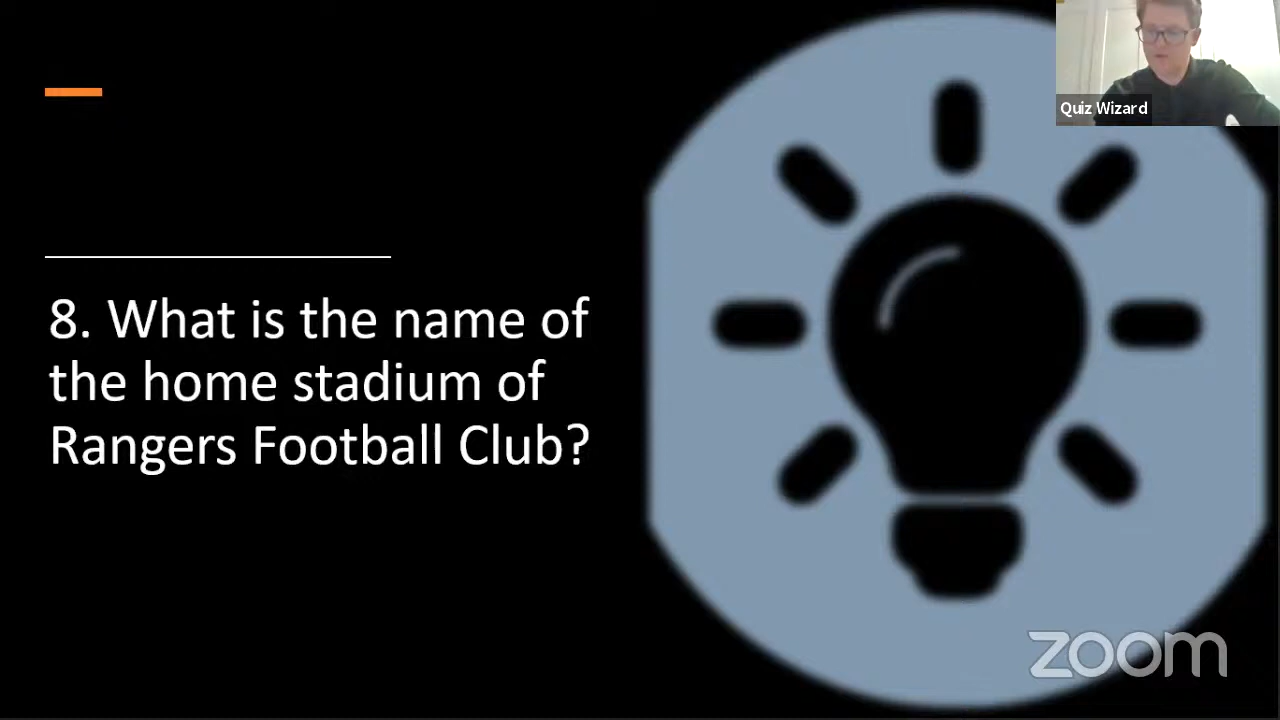 Quiz Wizard
8. What is the name of
the home stadium of
Rangers Football Club?
zoom